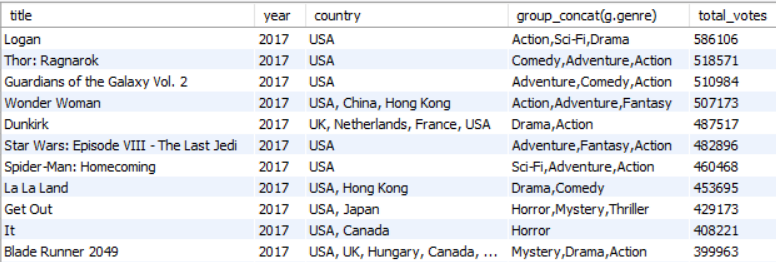 title year country group_concat(g.genre) total_votes
Logan 2017 USA Action,Sci-Fi,Drama 586106
Thor: Ragnarok 2017 USA Comedy,Adventure,Action 518571
Guardians of the Galaxy Vol. 2 2017 USA Adventure,Comedy,Action 510984
Wonder Woman 2017 USA, China, Hong Kong Action,Adventure,Fantasy 507173
Dunkirk 2017 UK, Netherlands, France, USA Drama,Action 487517
Star Wars: Episode VIII - The Last Jedi 2017 USA Adventure,Fantasy,Action 482896
Spider-Man: Homecoming 2017 USA Sci-Fi,Adventure,Action 460468
La La Land 2017 USA, Hong Kong Drama,Comedy 453695
Get Out 2017 USA, Japan Horror,Mystery,Thriller 429173
It 2017 USA, Canada Horror 408221
Blade Runner 2049 2017 USA, UK, Hungary, Canada, ... Mystery,Drama,Action 399963